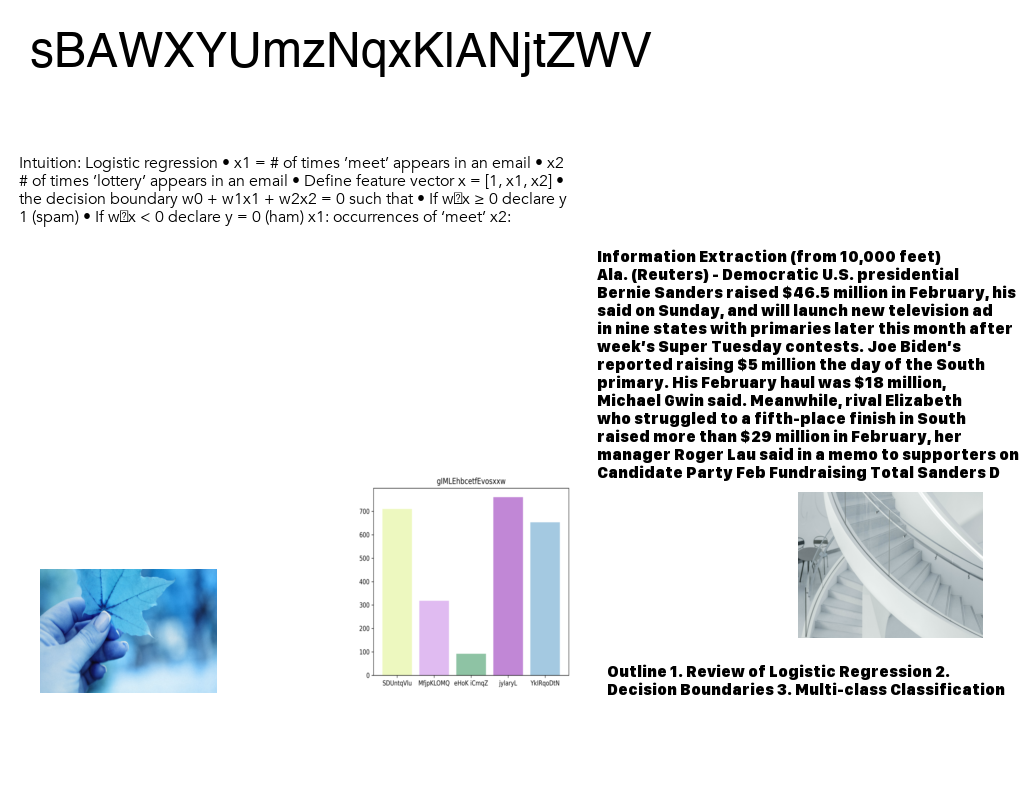 sBAWXYUmzNqxKlANjtZWV
Intuition: Logistic regression • x1 = # of times ‘meet’ appears in an email • x2
# of times ‘lottery’ appears in an email • Define feature vector x = [1, x1, x2] •
the decision boundary w0 + w1x1 + w2x2 = 0 such that • If w⍰x ≥ 0 declare y
1 (spam) • If w⍰x < 0 declare y = 0 (ham) x1: occurrences of ‘meet’ x2:
Information Extraction (from 10,000 feet)
Ala. (Reuters) - Democratic U.S. presidential
Bernie Sanders raised $46.5 million in February, his
said on Sunday, and will launch new television ad
in nine states with primaries later this month after
week’s Super Tuesday contests. Joe Biden’s
reported raising $5 million the day of the South
primary. His February haul was $18 million,
Michael Gwin said. Meanwhile, rival Elizabeth
who struggled to a fifth-place finish in South
raised more than $29 million in February, her
manager Roger Lau said in a memo to supporters on
Candidate Party Feb Fundraising Total Sanders D
700
600
500
400
300
200
100
0
Outline 1. Review of Logistic Regression 2.
Decision Boundaries 3. Multi-class Classification